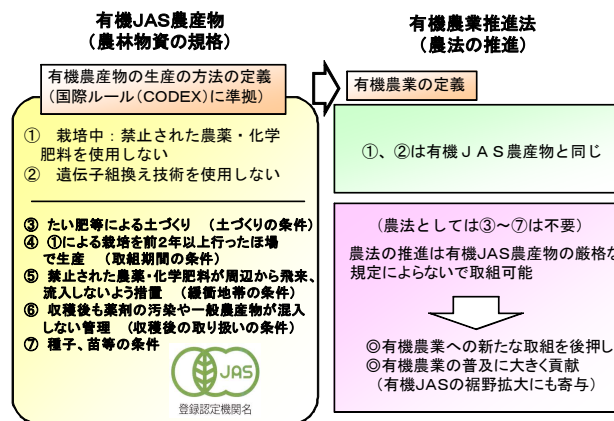 有機JAS農産物
（農林物資の規格）
有機農産物の生産の方法の定義
（国際ルール（CODEX）に準拠）
①　栽培中：禁止された農薬・化学
肥料を使用しない
②　遺伝子組換え技術を使用しない
③ たい肥等による土づくり　（土づくりの条件）
④ ①による栽培を前２年以上行ったほ場
で生産　（取組期間の条件）
⑤ 禁止された農薬・化学肥料が周辺から飛来、
流入しないよう措置　（緩衝地帯の条件）
⑥ 収穫後も薬剤の汚染や一般農産物が混入
しない管理　（収穫後の取り扱いの条件）
⑦ 種子、苗等の条件
JAS
登録認定機関名
有機農業推進法
（農法の推進）
有機農業の定義
①、②は有機ＪＡＳ農産物と同じ
（農法としては③～⑦は不要）
農法の推進は有機JAS農産物の厳格な
規定によらないで取組可能
◎有機農業への新たな取組を後押し
◎有機農業の普及に大きく貢献
（有機JASの裾野拡大にも寄与）